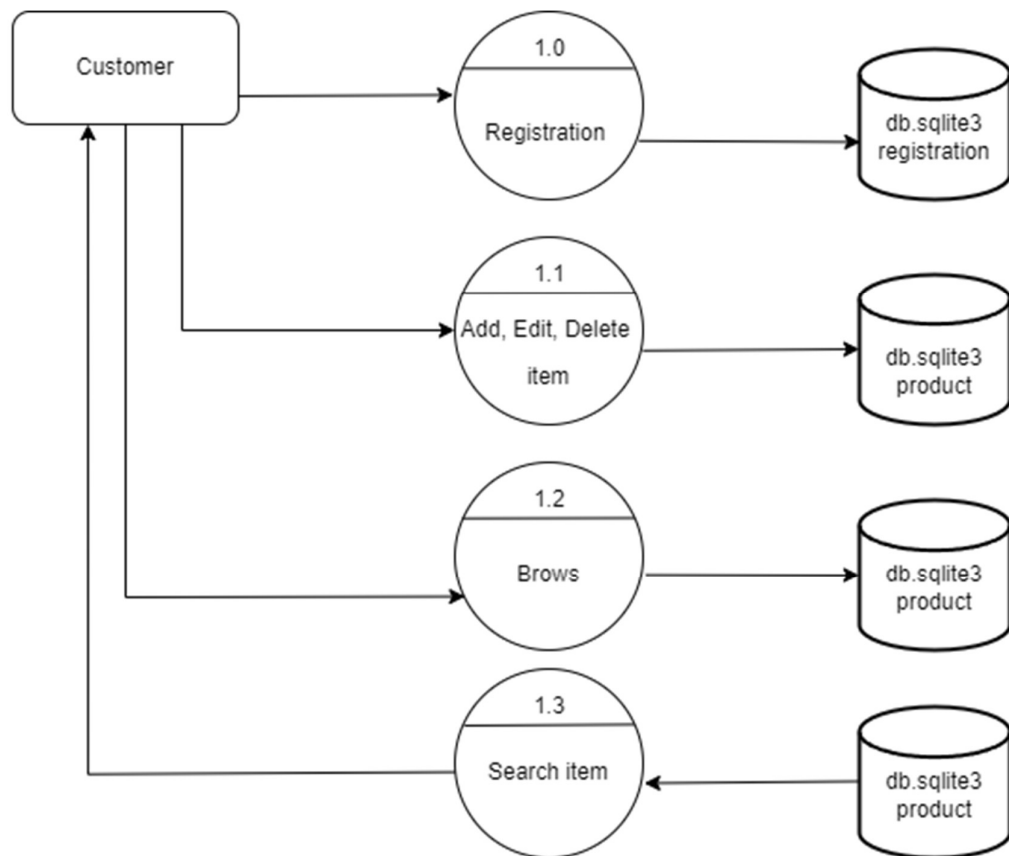 Customer
1.0
Registration
db.sqlite3
registration
1.1
Add, Edit, Delete
item
db.sqlite3
product
1.2
Brows
db.sqlite3
product
1.3
Search item
db.sqlite3
product